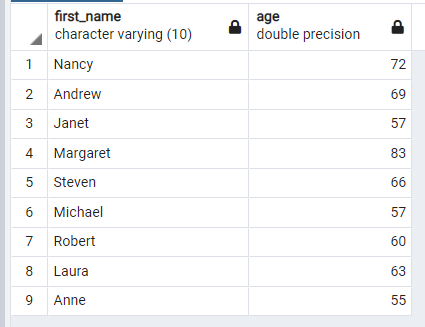 first_name age
character varying (10) double precision
1 Nancy 72
2 Andrew 69
3 Janet 57
4 Margaret 83
5 Steven 66
6 Michael 57
7 Robert 60
8 Laura 63
9 Anne 55